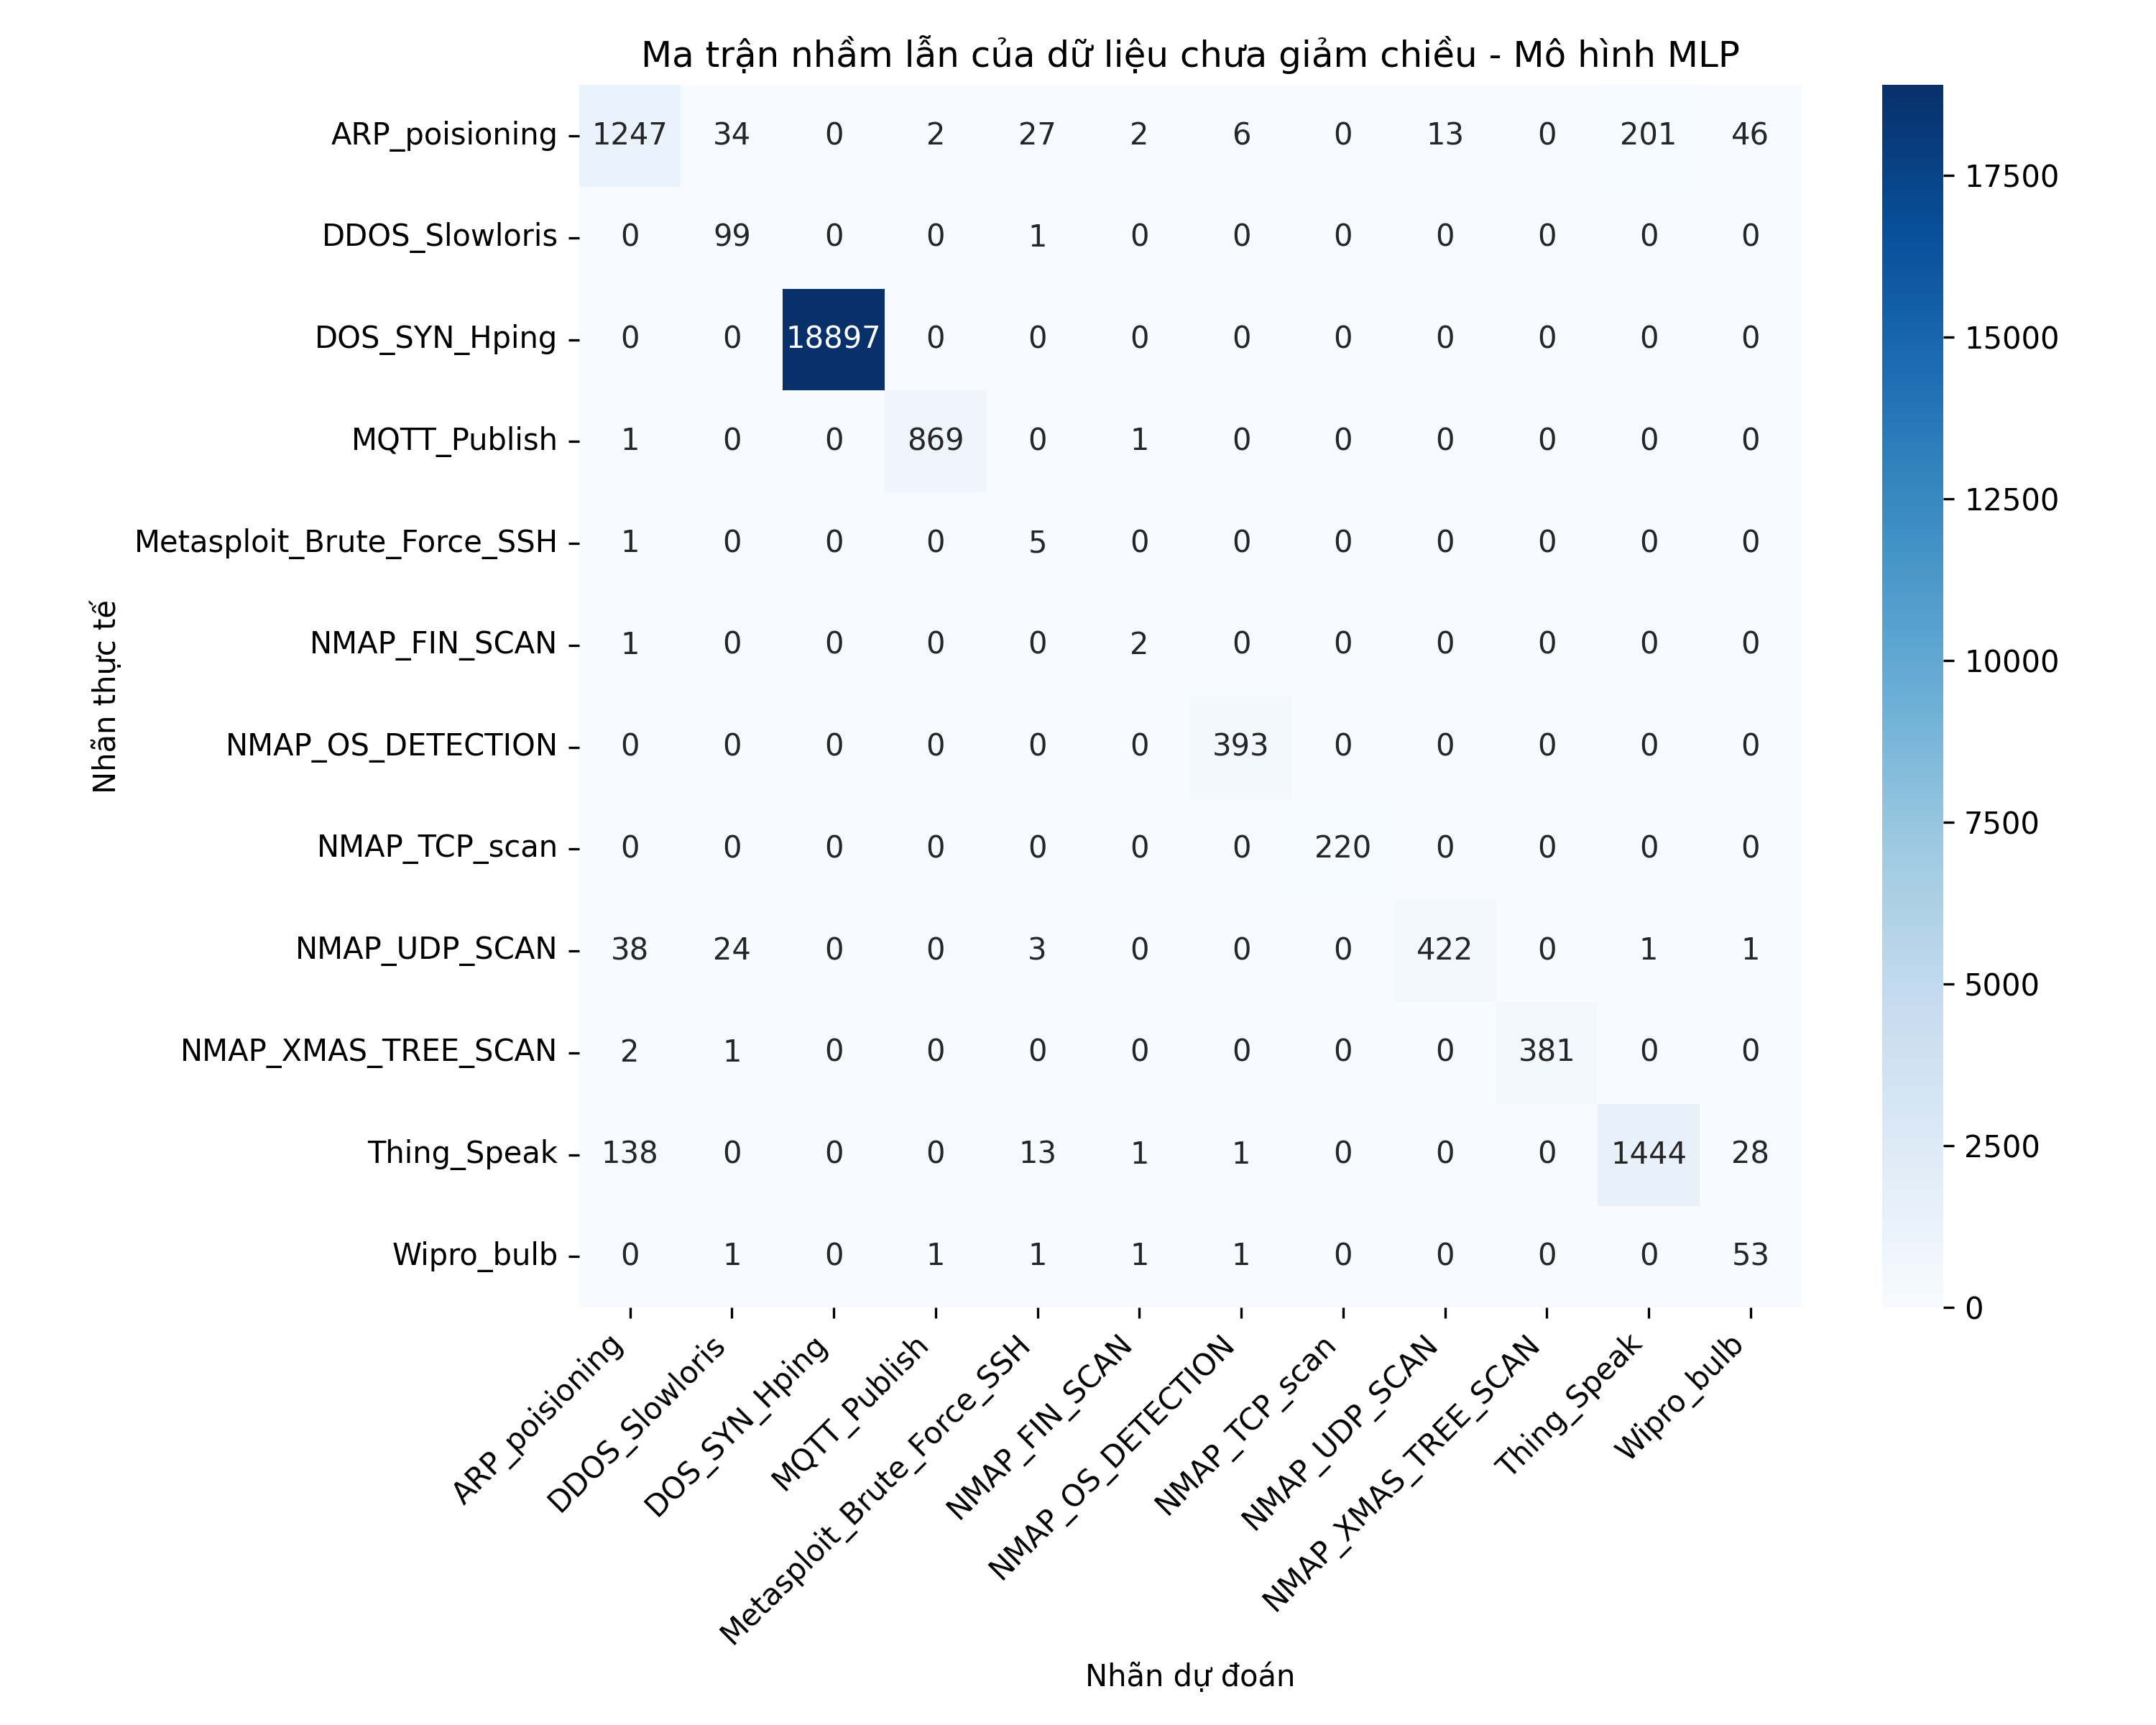 Ma trận nhầm lẫn của dữ liệu chưa giảm chiều - Mô hình MLP
ARP_poisioning 1247 34 0 2 27 2 6 0 13 0 201 46
DDOS_Slowloris 0 99 0 0 1 0 0 0 0 0 0 0
DOS_SYN_Hping 0 0 18897 0 0 0 0 0 0 0 0 0
MQTT_Publish 1 0 0 869 0 1 0 0 0 0 0 0
Metasploit_Brute_Force_SSH 1 0 0 0 5 0 0 0 0 0 0 0
NMAP_FIN_SCAN 1 0 0 0 0 2 0 0 0 0 0 0
NMAP_OS_DETECTION 0 0 0 0 0 0 393 0 0 0 0 0
NMAP_TCP_scan 0 0 0 0 0 0 0 220 0 0 0 0
NMAP_UDP_SCAN 38 24 0 0 3 0 0 0 422 0 1 1
NMAP_XMAS_TREE_SCAN 2 1 0 0 0 0 0 0 0 381 0 0
Thing_Speak 138 0 0 0 13 1 1 0 0 0 1444 28
Wipro_bulb 0 1 0 1 1 1 1 0 0 0 0 53
Nhãn thực tế
ARP_poisioning
DDOS_Slowloris
DOS_SYN_Hping
MQTT_Publish
Metasploit_Brute_Force_SSH
NMAP_FIN_SCAN
NMAP_OS_DETECTION
NMAP_TCP_scan
NMAP_UDP_SCAN
NMAP_XMAS_TREE_SCAN
Thing_Speak
Wipro_bulb
Nhãn dự đoán
17500
15000
12500
10000
7500
5000
2500
0